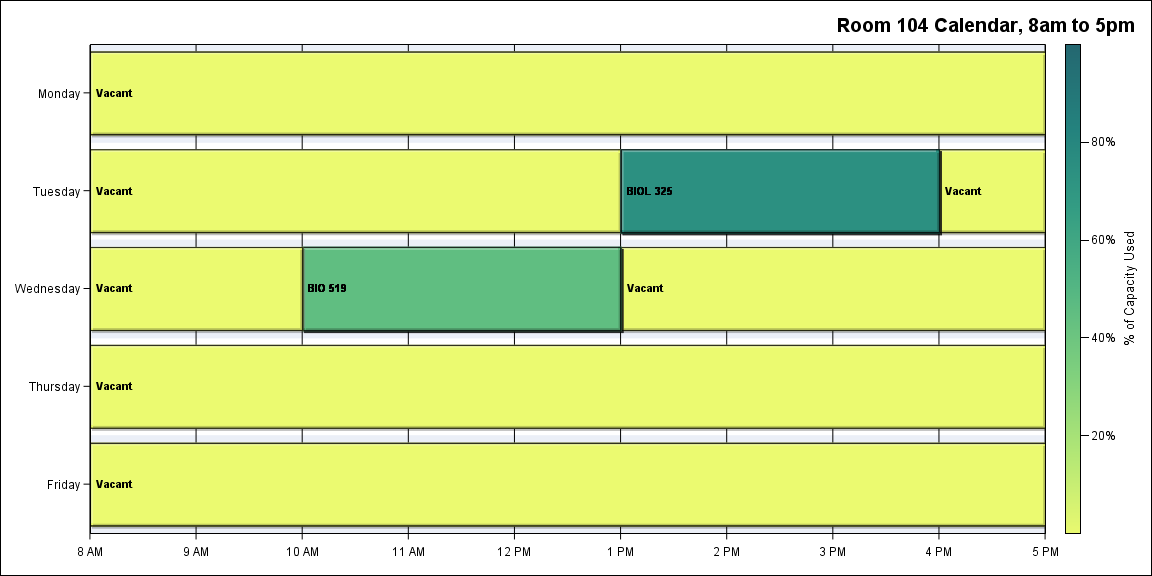 Room 104 Calendar, 8am to 5pm
Monday
Vacant
Tuesday
Vacant
BIOL 325
Vacant
Wednesday
Vacant
BIO 519
Vacant
Thursday
Vacant
Friday
Vacant
8 AM 9 AM 10 AM 11 AM 12 PM 1 PM 2 PM 3 PM 4 PM 5 PM
80%
60%
40%
20%
% of Capacity Used